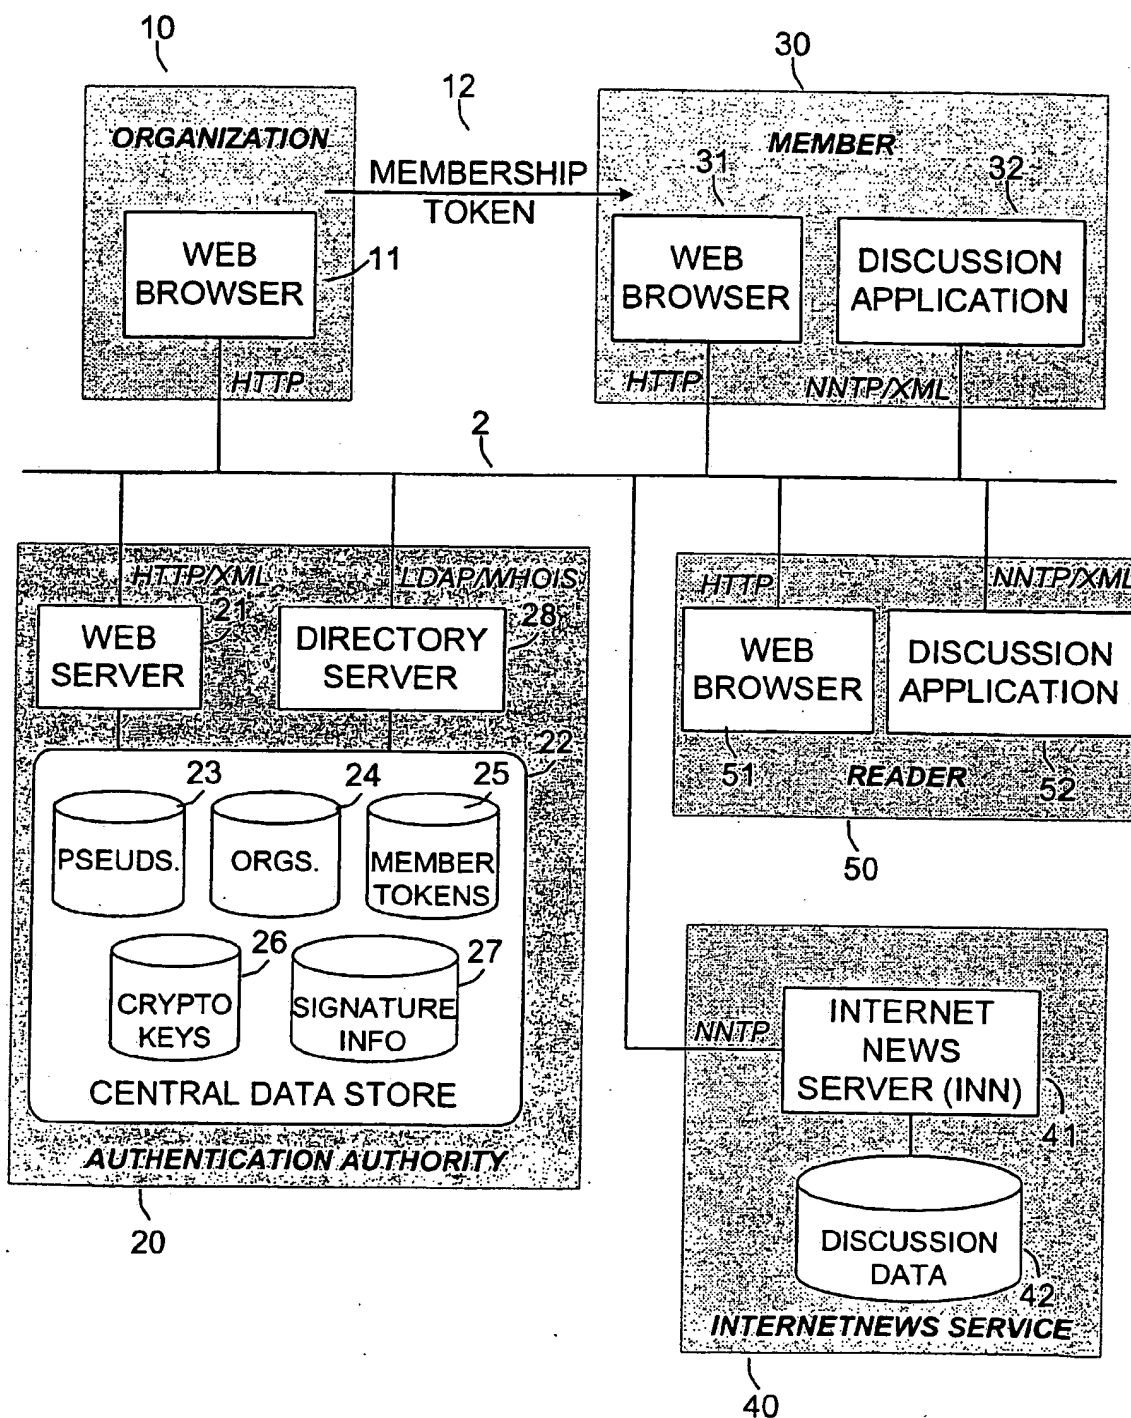 10
12
30
ORGANIZATION
MEMBERSHIP
TOKEN
WEB
BROWSER
11
HTTP
MEMBER
31
32
WEB
BROWSER
DISCUSSION
APPLICATION
HTTP
NNTP/XML
2
HTTP/XML
LDAP/WHOIS
21
28
WEB
SERVER
DIRECTORY
SERVER
22
23
24
25
PSEUDS.
ORGS.
MEMBER
TOKENS
26
27
CRYPTO
KEYS
SIGNATURE
INFO
CENTRAL DATA STORE
AUTHENTICATION AUTHORITY
20
HTTP
NNTP/XML
WEB
BROWSER
DISCUSSION
APPLICATION
51
READER
52
50
NNTP
INTERNET
NEWS
SERVER (INN)
41
DISCUSSION
DATA
42
INTERNETNEWS SERVICE
40